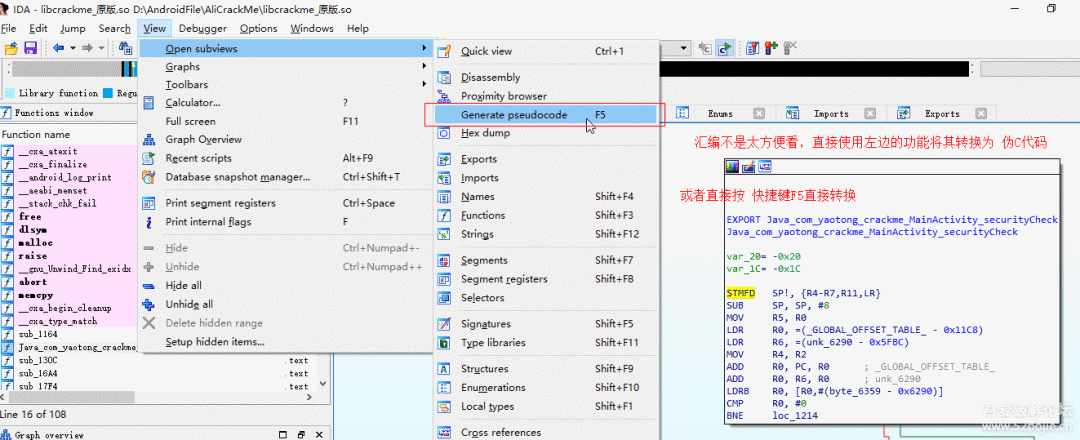 IDA - libcrackme_原版.so D:\AndroidFile\AliCrackMe\libcrackme_原版.so
File Edit Jump Search View Debugger Options Windows Help
Library function Regu
Functions window
Function name
__cxa_atexit
__cxa_finalize
__android_log_print
__aeabi_memset
__stack_chk_fail
free
dlsym
malloc
raise
__gnu_Unwind_Find_exidx
abort
memcpy
__cxa_begin_cleanup
__cxa_type_match
sub_1164
Java_com_yaotong_crackme_
sub_130C .text
sub_16A4 .text
sub_17F4 .text
Line 16 of 108
Graph overview
Open subviews
Graphs
Toolbars
Calculator... ?
Full screen F11
Graph Overview
Recent scripts Alt+F9
Database snapshot manager... Ctrl+Shift+T
Print segment registers Ctrl+Space
Print internal flags F
Hide Ctrl+Numpad+-
Unhide Ctrl+Numpad++
Hide all
Unhide all
Delete hidden range
Setup hidden items...
Quick view Ctrl+1
Disassembly
Proximity browser
Generate pseudocode F5
Hex dump
Exports
Imports
Names Shift+F4
Functions Shift+F3
Strings Shift+F12
Segments Shift+F7
Segment registers Shift+F8
Selectors
Signatures Shift+F5
Type libraries Shift+F11
Structures Shift+F9
Enumerations Shift+F10
Local types Shift+F1
Cross references
Enums Imports Exports
汇编不是太方便看，直接使用左边的功能将其转换为 伪C代码
或者直接按 快捷键F5直接转换
EXPORT Java_com_yaotong_crackme_MainActivity_securityCheck
Java_com_yaotong_crackme_MainActivity_securityCheck
var_20= -0x20
var_1C= -0x1C
STMFD SP!, {R4-R7,R11,LR}
SUB SP, SP, #8
MOV R5, R0
LDR R0, =(_GLOBAL_OFFSET_TABLE_ - 0x11C8)
LDR R6, =(unk_6290 - 0x5FBC)
MOV R4, R2
ADD R0, PC, R0 ; _GLOBAL_OFFSET_TABLE_
ADD R0, R6, R0 ; unk_6290
LDRB R0, [R0,#(byte_6359 - 0x6290)]
CMP R0, #0
BNE loc_1214
吾爱破解论坛
www.52pojie.cn